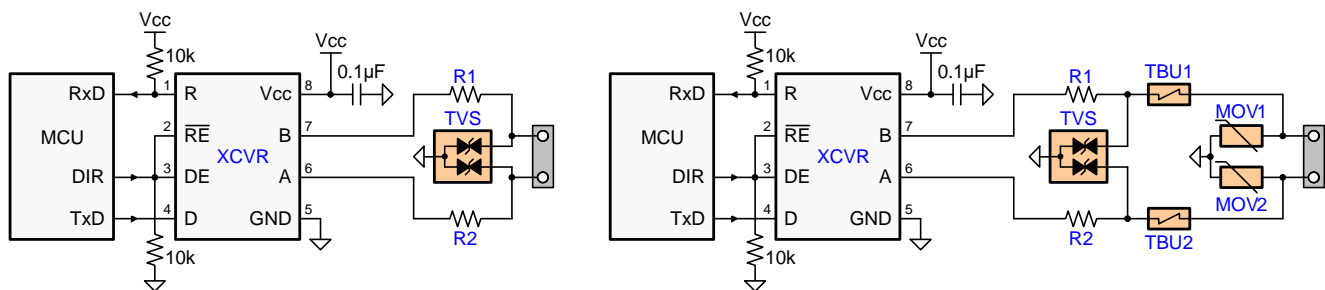 Vcc
10k
Vcc
0.1µF
R1
RxD
1
R
Vcc
8
TVS
MCU
2
RE
B
7
XCVR
DIR
3
DE
A
6
TxD
4
D
GND
5
R2
10k
Vcc
10k
Vcc
0.1µF
R1
TBU1
RxD
1
R
Vcc
8
TVS
MOV1
MCU
2
RE
B
7
XCVR
DIR
3
DE
A
6
MOV2
TxD
4
D
GND
5
R2
TBU2
10k